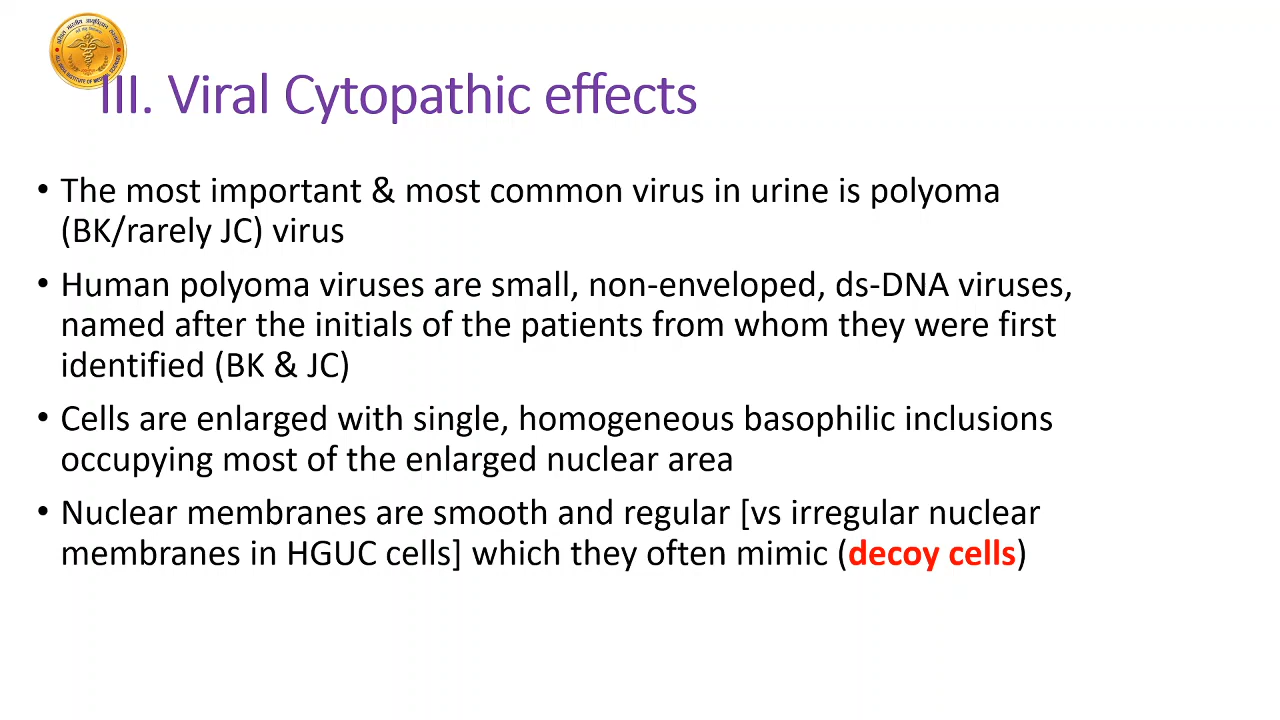 III. Viral Cytopathic effects
• The most important & most common virus in urine is polyoma
(BK/rarely JC) virus
• Human polyoma viruses are small, non-enveloped, ds-DNA viruses,
named after the initials of the patients from whom they were first
identified (BK & JC)
• Cells are enlarged with single, homogeneous basophilic inclusions
occupying most of the enlarged nuclear area
• Nuclear membranes are smooth and regular [vs irregular nuclear
membranes in HGUC cells] which they often mimic (decoy cells)